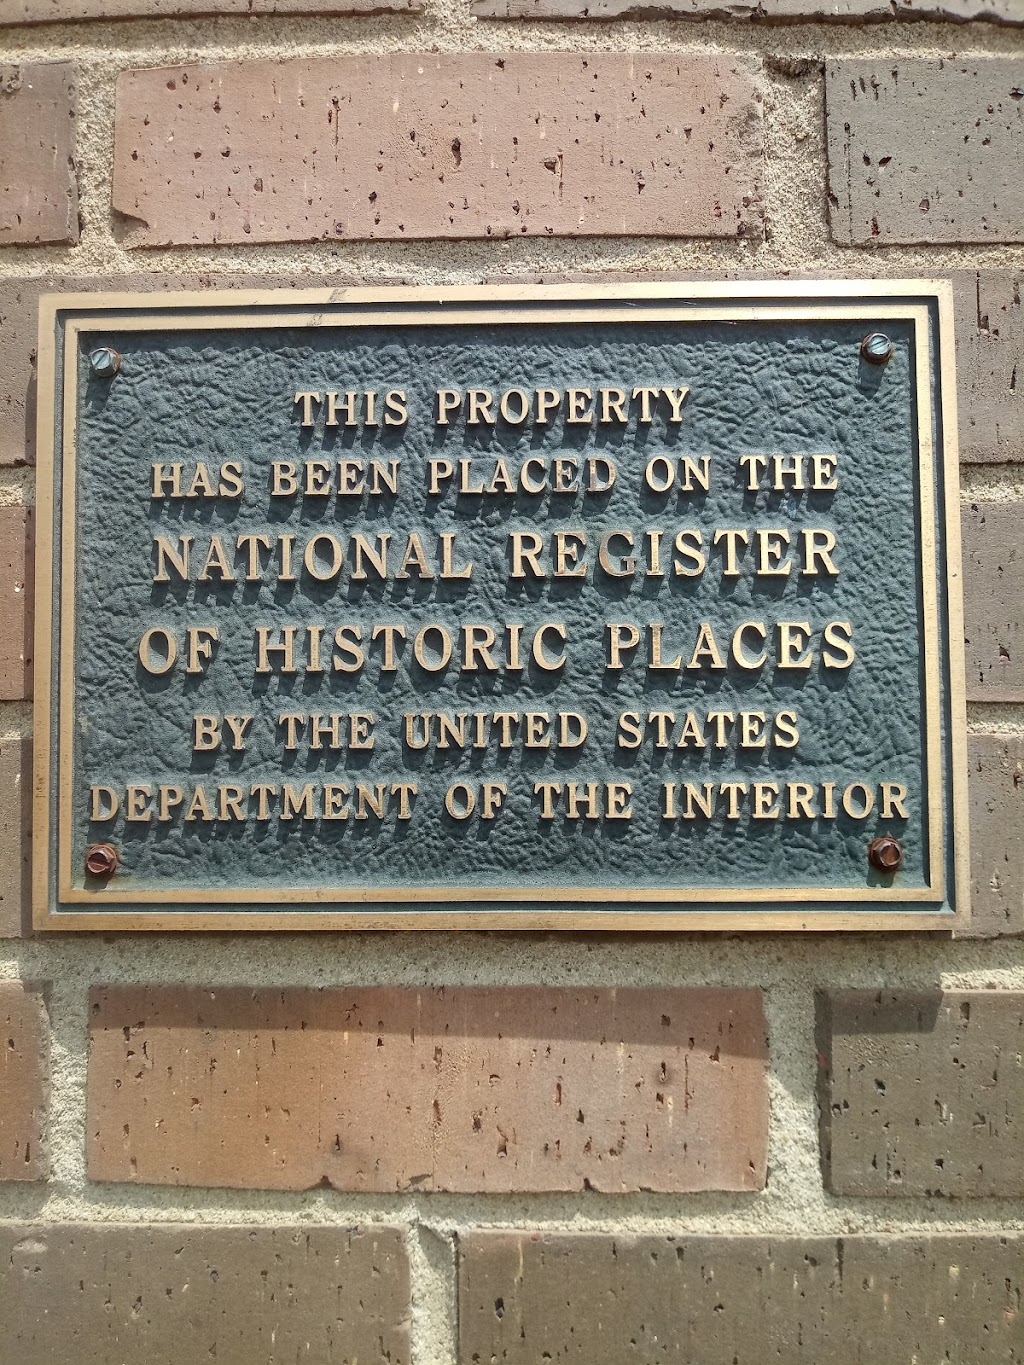 THIS PROPERTY
HAS BEEN PLACED ON THE
NATIONAL REGISTER
OF HISTORIC PLACES
BY THE UNITED STATES
DEPARTMENT OF THE INTERIOR